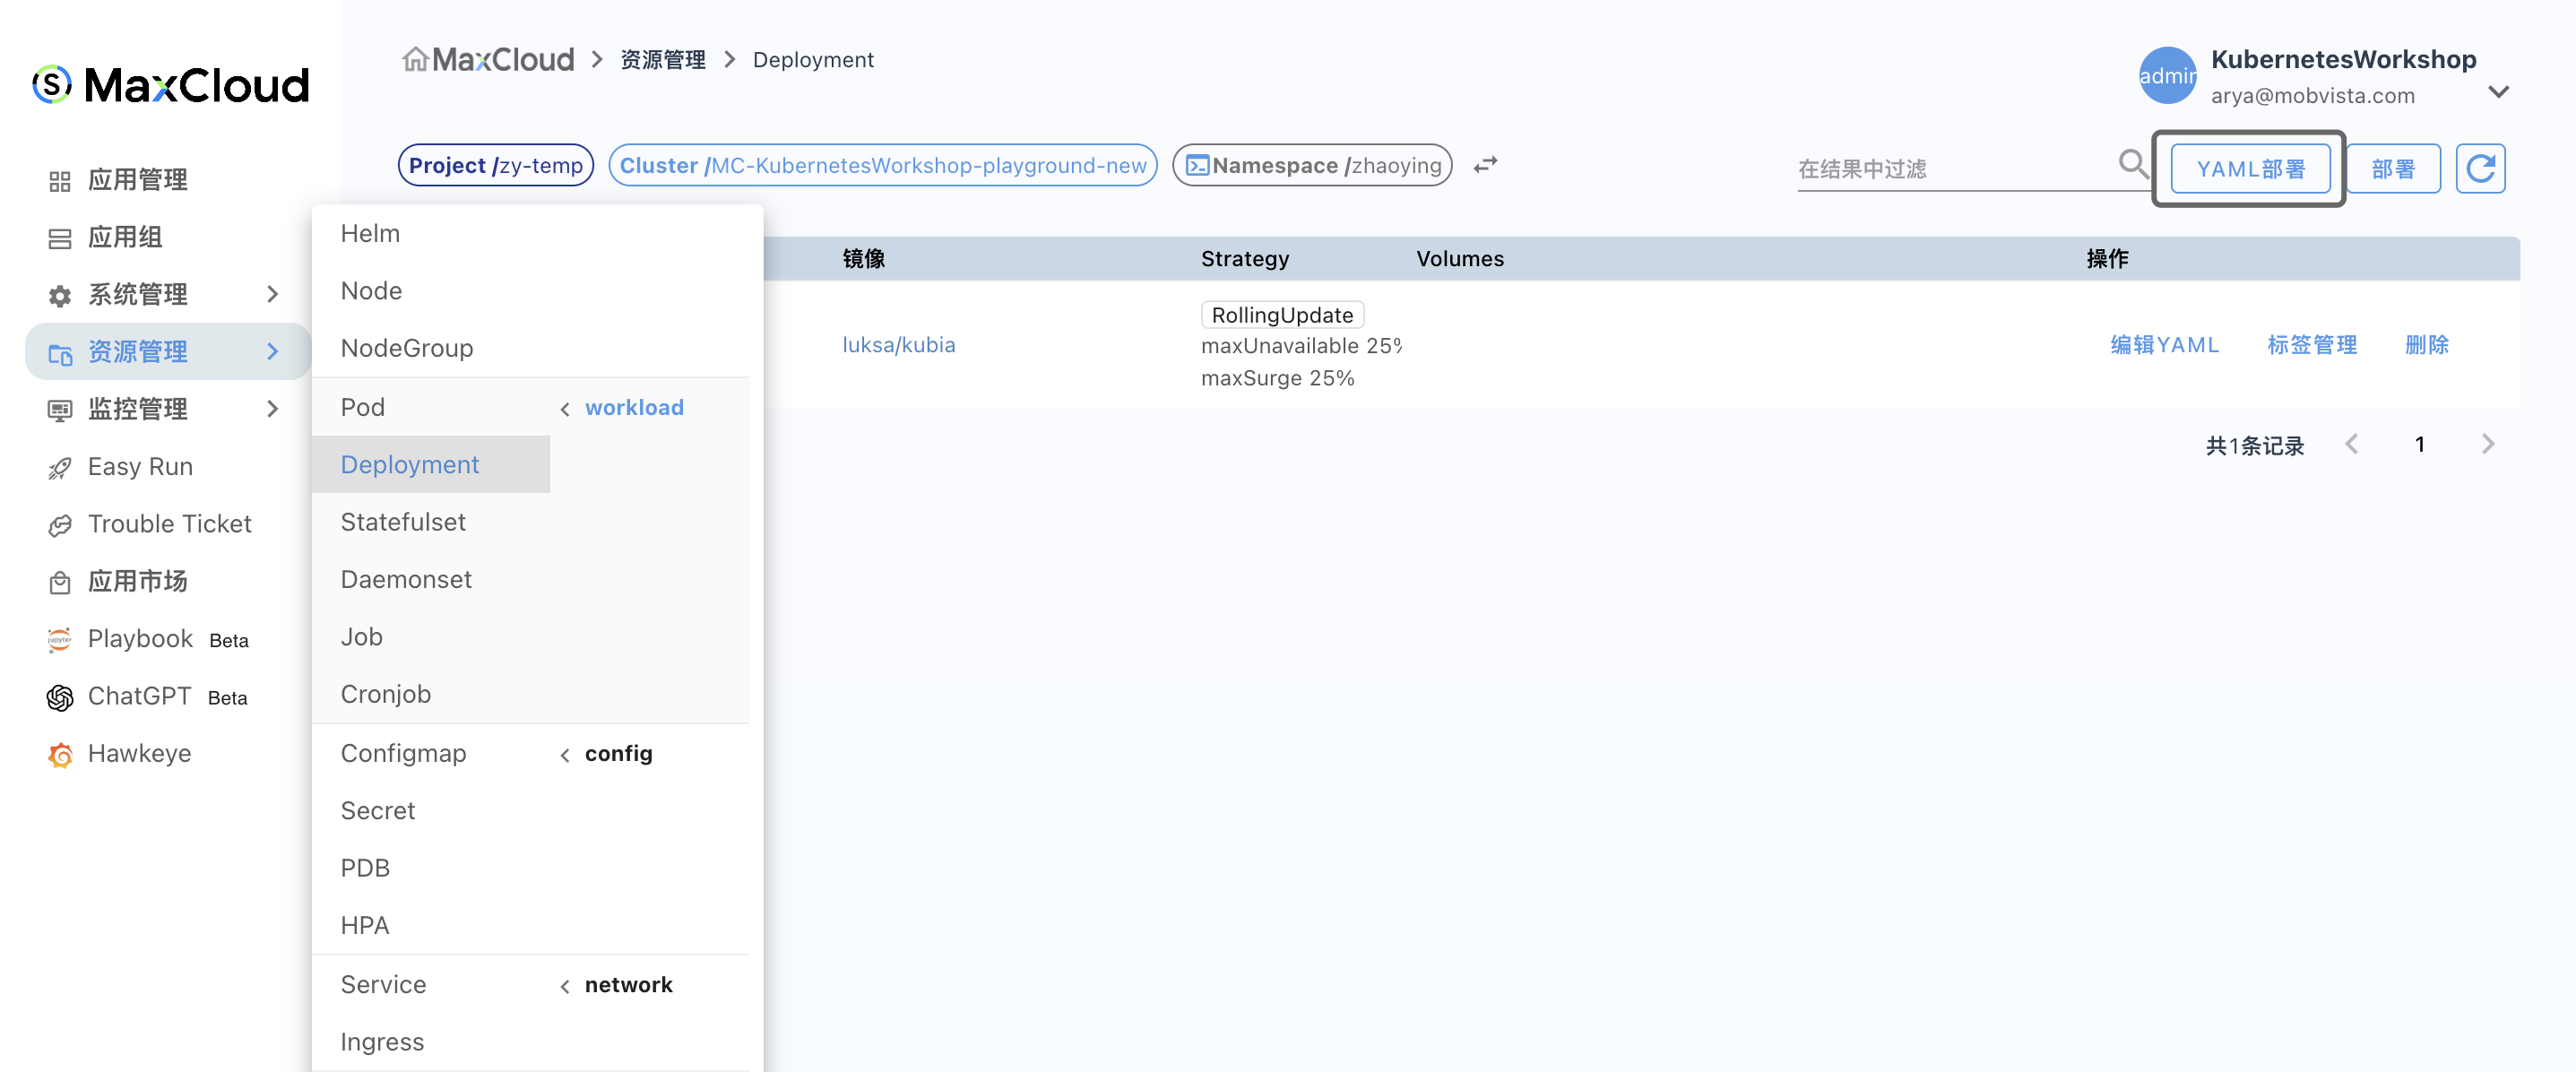 MaxCloud
应用管理
应用组
系统管理
资源管理
监控管理
Easy Run
Trouble Ticket
应用市场
jupyter
Playbook Beta
ChatGPT Beta
Hawkeye
MaxCloud > 资源管理 > Deployment
admin
KubernetesWorkshop
arya@mobvista.com
Project /zy-temp
Cluster /MC-KubernetesWorkshop-playground-new
Namespace /zhaoying
在结果中过滤
YAML部署
部署
Helm
Node
NodeGroup
Pod workload
Deployment
Statefulset
Daemonset
Job
Cronjob
Configmap config
Secret
PDB
HPA
Service network
Ingress
镜像 Strategy Volumes 操作
luksa/kubia
RollingUpdate
maxUnavailable 25%
maxSurge 25%
编辑YAML 标签管理 删除
共1条记录 1